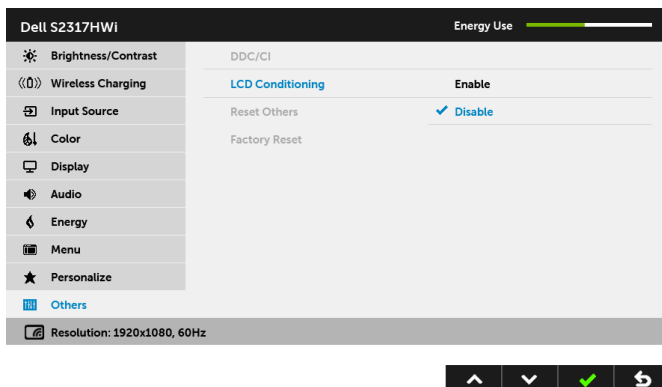 Dell S2317HWi Energy Use
Brightness/Contrast DDC/CI
Wireless Charging LCD Conditioning Enable
Input Source Reset Others Disable
Color Factory Reset
Display
Audio
Energy
Menu
Personalize
Others
Resolution: 1920x1080, 60Hz